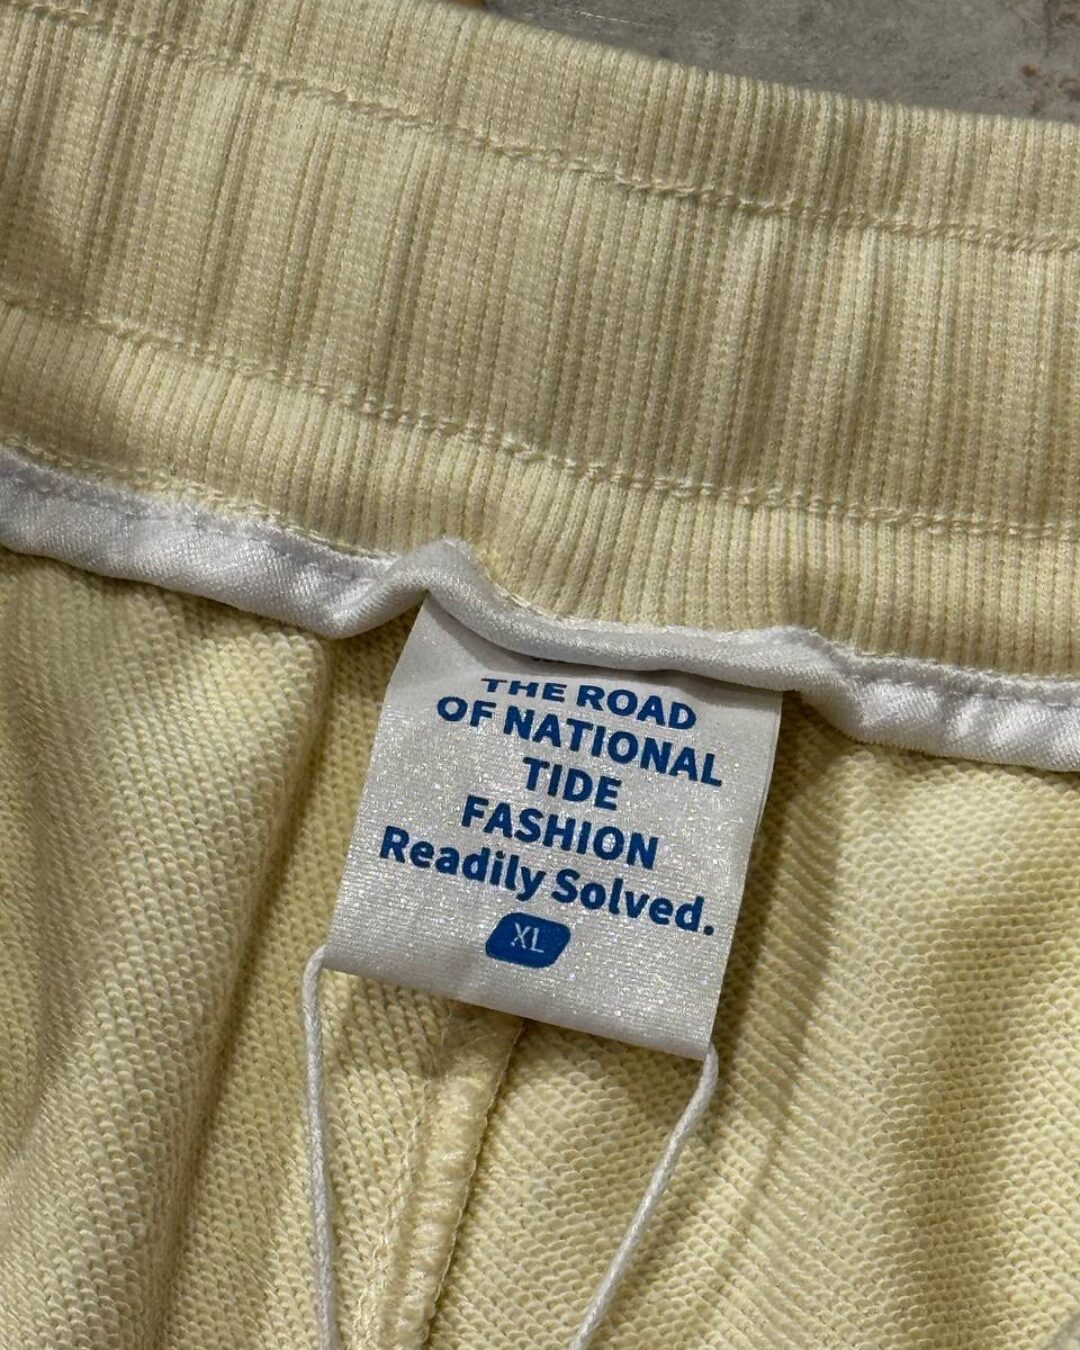 THE ROAD
OF NATIONAL
TIDE
FASHION
Readily Solved.
XL